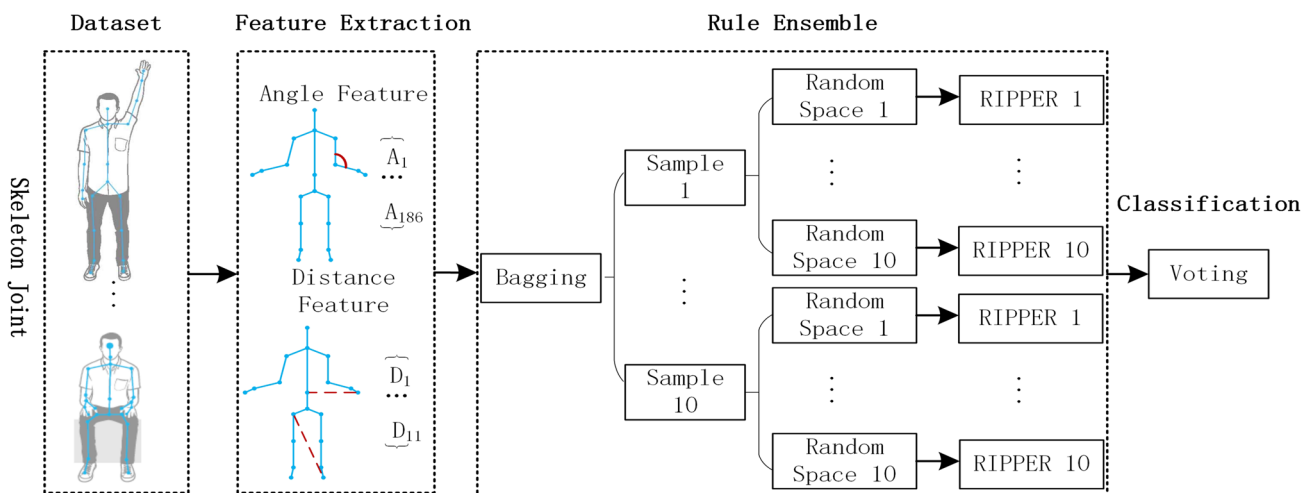 Dataset
Feature Extraction
Rule Ensemble
Skeleton Joint
Angle Feature
A1
...
A186
Distance
Feature
D1
...
D11
Bagging
Sample
1
Sample
10
Random
Space 1
RIPPER 1
Random
Space 10
RIPPER 10
Random
Space 1
RIPPER 1
Random
Space 10
RIPPER 10
Classification
Voting